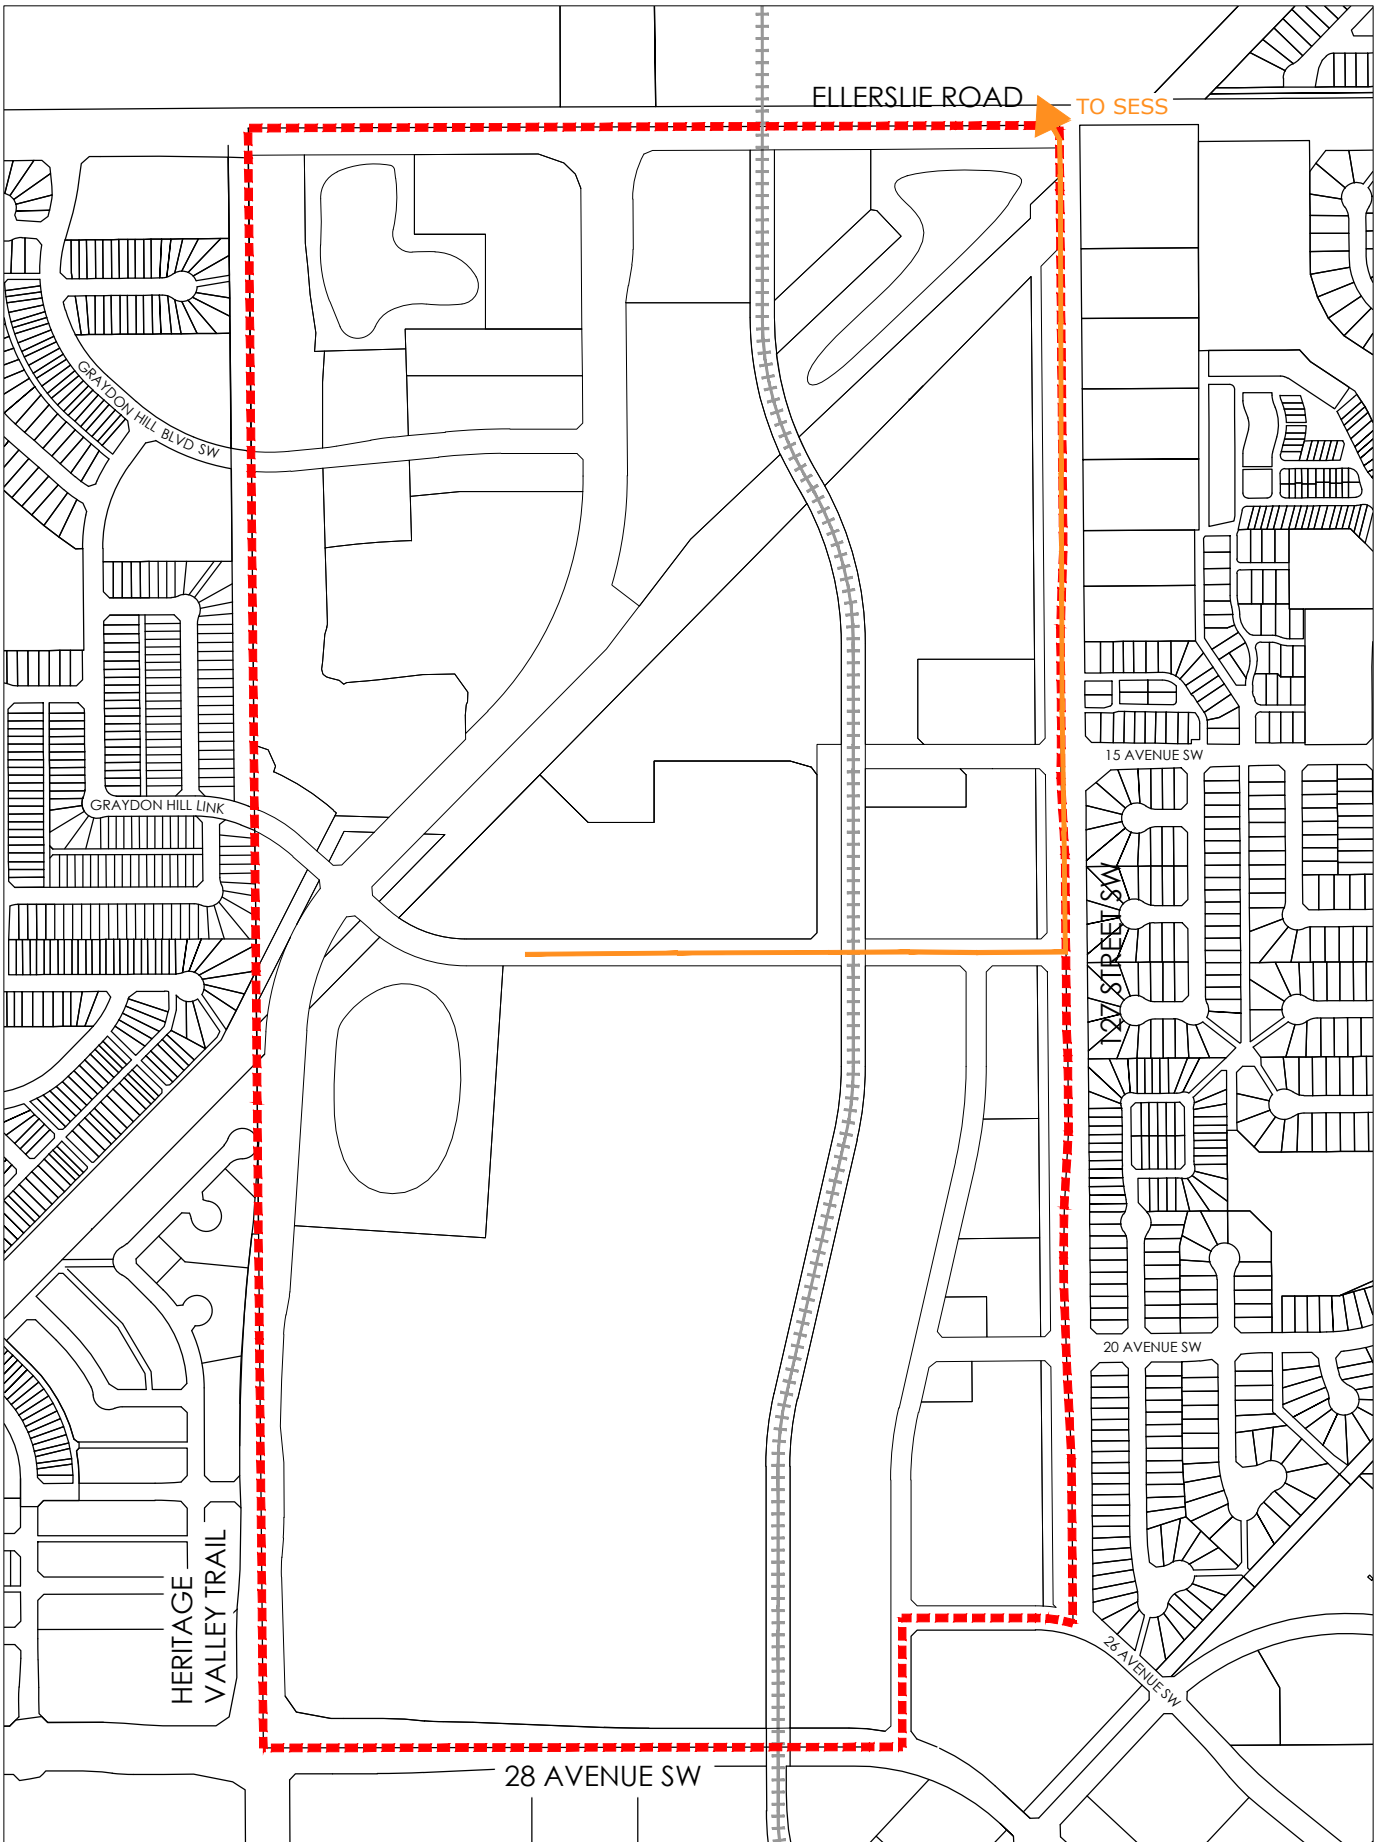 ELLERSLIE ROAD
TO SESS
GRAYDON HILL BLVD SW
15 AVENUE SW
GRAYDON HILL LINK
127 STREET SW
20 AVENUE SW
HERITAGE
VALLEY TRAIL
26 AVENUE SW
28 AVENUE SW